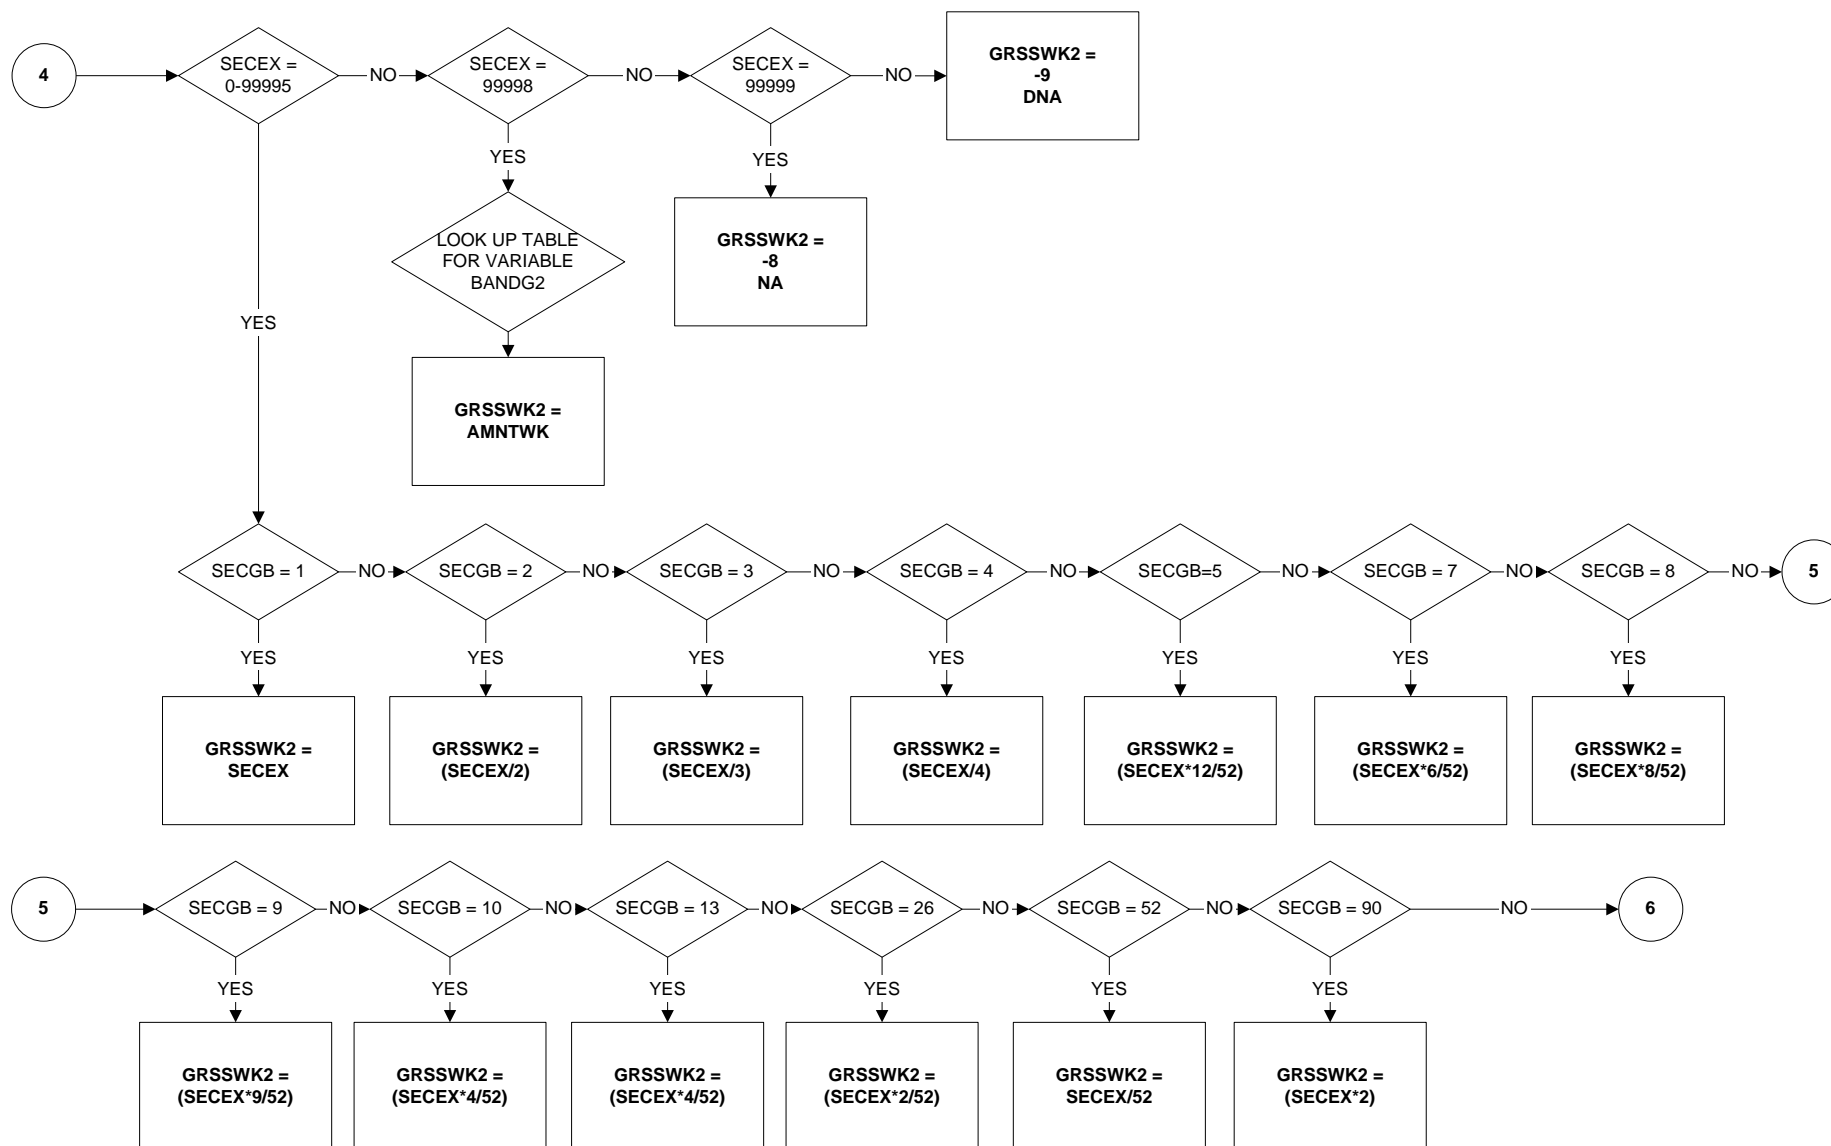 4
SECEX =
0-99995
NO
SECEX =
99998
NO
SECEX =
99999
NO
GRSSWK2 =
-9
DNA
YES
YES
LOOK UP TABLE
FOR VARIABLE
BANDG2
GRSSWK2 =
-8
NA
YES
GRSSWK2 =
AMNTWK
SECGB = 1
NO
SECGB = 2
NO
SECGB = 3
NO
SECGB = 4
NO
SECGB=5
NO
SECGB = 7
NO
SECGB = 8
NO
5
YES
YES
YES
YES
YES
YES
YES
GRSSWK2 =
SECEX
GRSSWK2 =
(SECEX/2)
GRSSWK2 =
(SECEX/3)
GRSSWK2 =
(SECEX/4)
GRSSWK2 =
(SECEX*12/52)
GRSSWK2 =
(SECEX*6/52)
GRSSWK2 =
(SECEX*8/52)
5
SECGB = 9
NO
SECGB = 10
NO
SECGB = 13
NO
SECGB = 26
NO
SECGB = 52
NO
SECGB = 90
NO
6
YES
YES
YES
YES
YES
YES
GRSSWK2 =
(SECEX*9/52)
GRSSWK2 =
(SECEX*4/52)
GRSSWK2 =
(SECEX*4/52)
GRSSWK2 =
(SECEX*2/52)
GRSSWK2 =
SECEX/52
GRSSWK2 =
(SECEX*2)